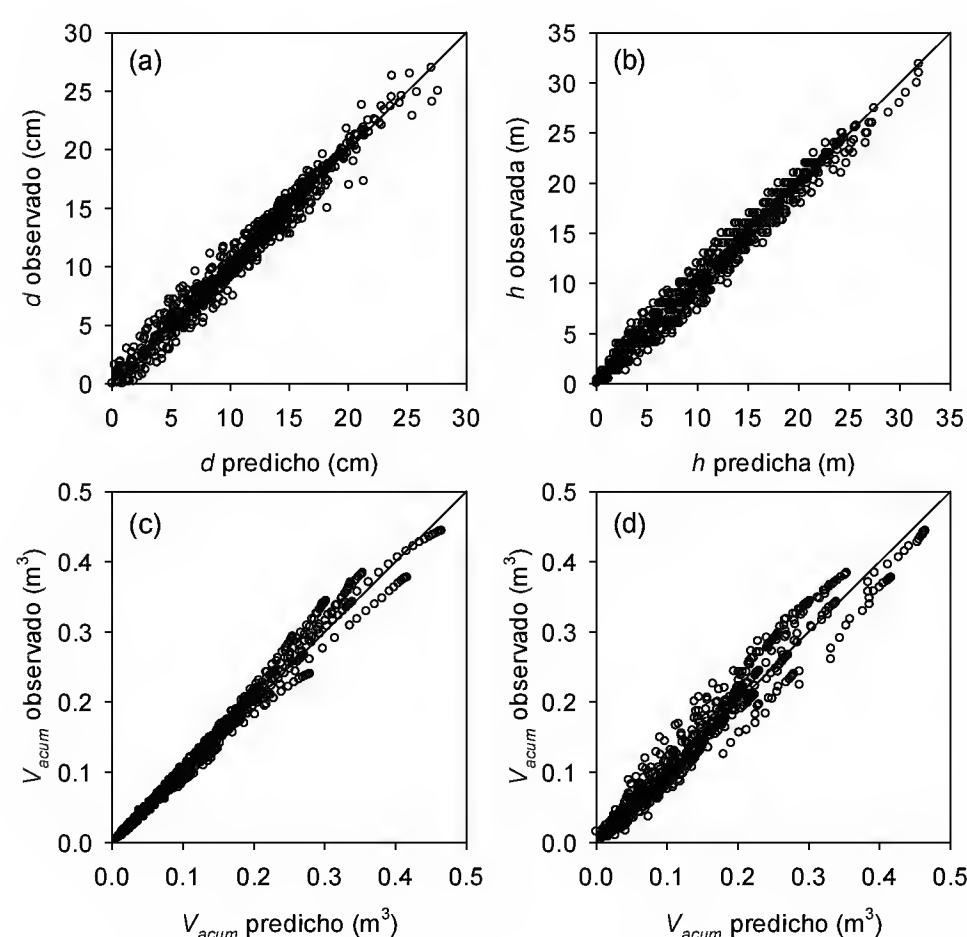 (a)
30
25
20
15
10
5
0
d observado (cm)
0 5 10 15 20 25 30
d predicho (cm)
(b)
35
30
25
20
15
10
5
0
h observada (m)
0 5 10 15 20 25 30 35
h predicha (m)
(c)
0.5
0.4
0.3
0.2
0.1
0.0
V_acum observado (m³)
0.0 0.1 0.2 0.3 0.4 0.5
V_acum predicho (m³)
(d)
0.5
0.4
0.3
0.2
0.1
0.0
V_acum observado (m³)
0.0 0.1 0.2 0.3 0.4 0.5
V_acum predicho (m³)